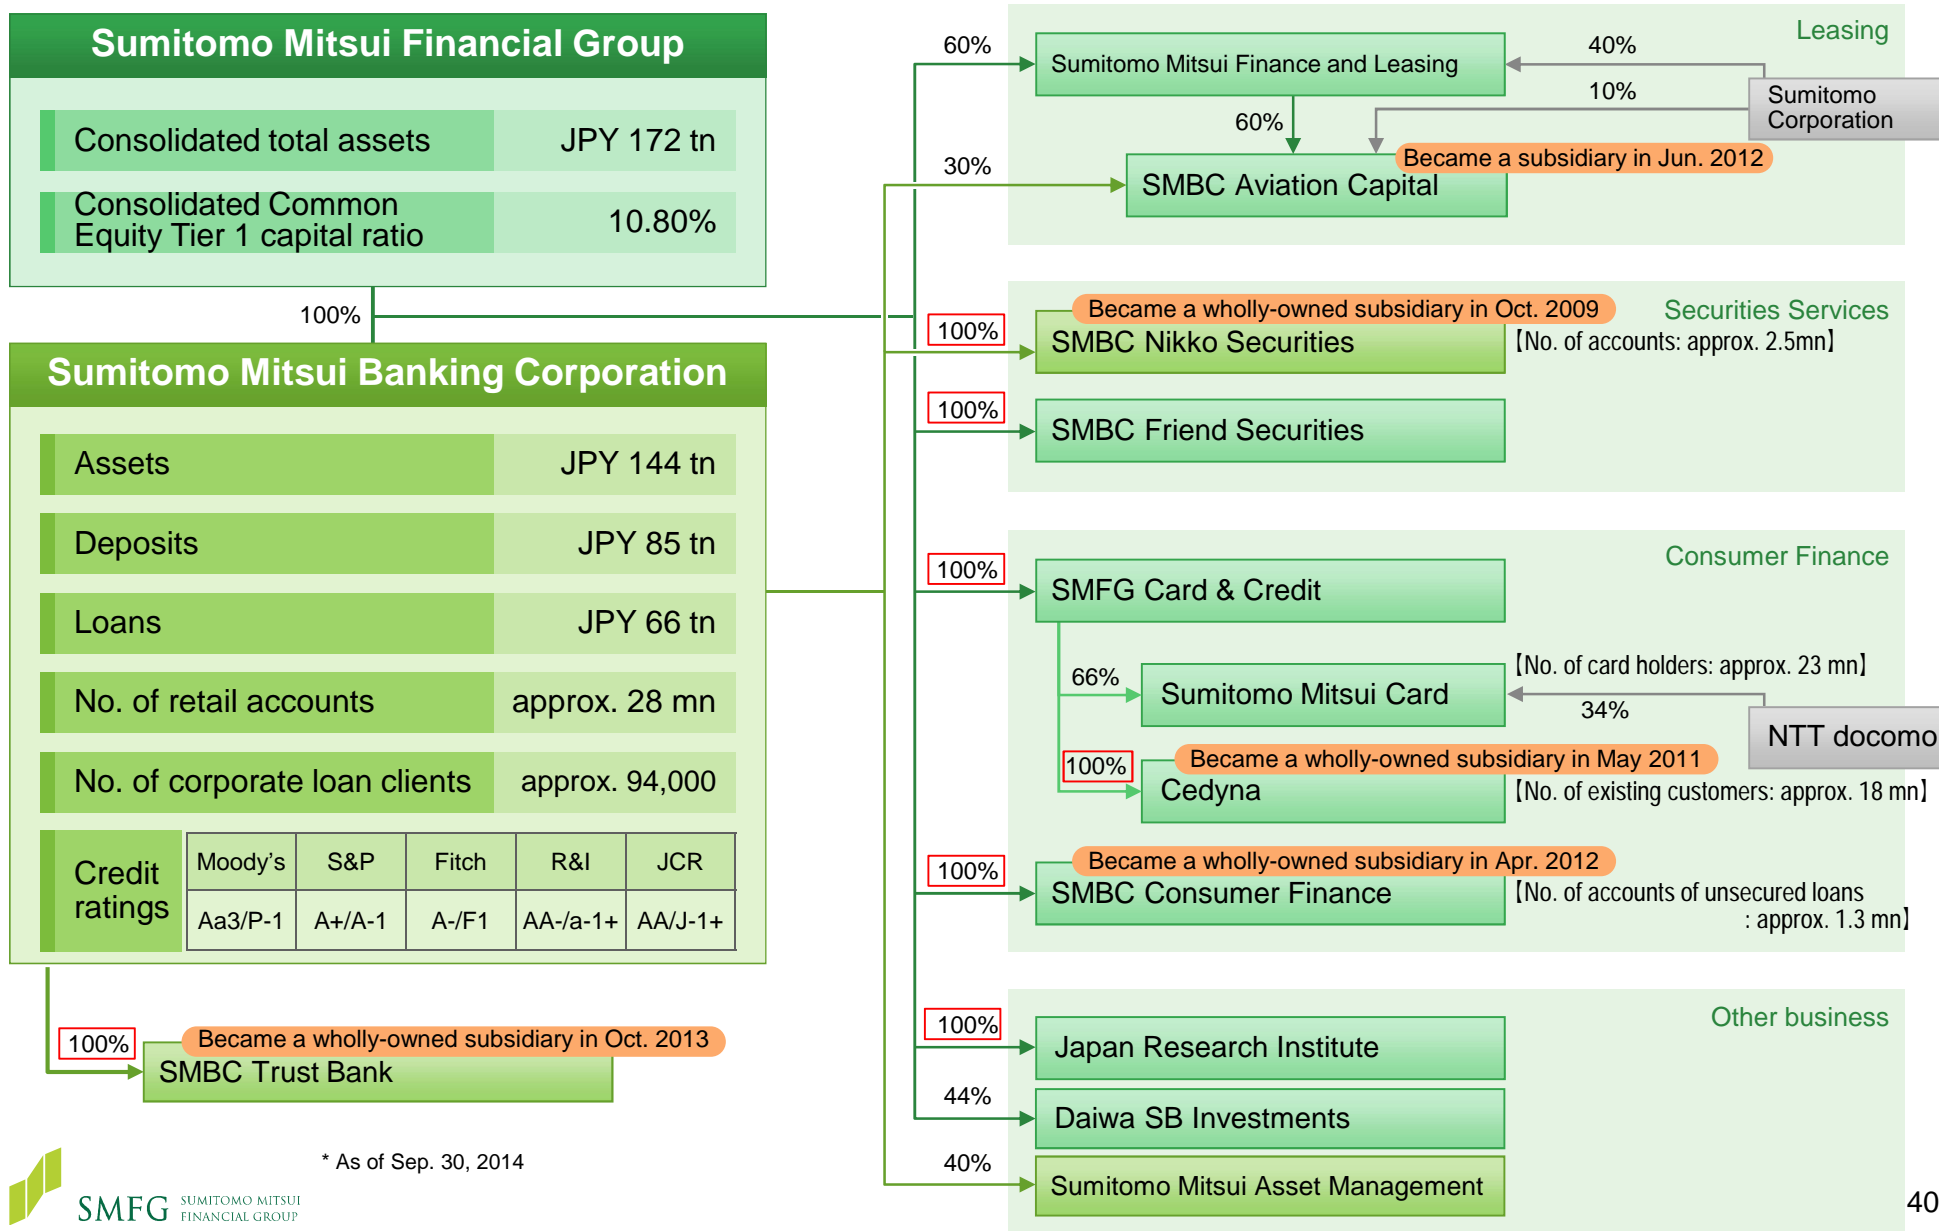 Sumitomo Mitsui Financial Group
Consolidated total assets
JPY 172 tn
Consolidated Common
Equity Tier 1 capital ratio
10.80%
100%
Sumitomo Mitsui Banking Corporation
Assets
JPY 144 tn
Deposits
JPY 85 tn
Loans
JPY 66 tn
No. of retail accounts
approx. 28 mn
No. of corporate loan clients
approx. 94,000
Credit
ratings
Moody's S&P Fitch R&I JCR
Aa3/P-1 A+/A-1 A-/F1 AA-/a-1+ AA/J-1+
100%
Became a wholly-owned subsidiary in Oct. 2013
SMBC Trust Bank
* As of Sep. 30, 2014
SMFG SUMITOMO MITSUI
FINANCIAL GROUP
Leasing
60%
Sumitomo Mitsui Finance and Leasing
40%
10%
Sumitomo
Corporation
60%
30%
Became a subsidiary in Jun. 2012
SMBC Aviation Capital
Securities Services
Became a wholly-owned subsidiary in Oct. 2009
100%
SMBC Nikko Securities
【No. of accounts: approx. 2.5mn】
100%
SMBC Friend Securities
Consumer Finance
100%
SMFG Card & Credit
【No. of card holders: approx. 23 mn】
66%
Sumitomo Mitsui Card
34%
NTT docomo
Became a wholly-owned subsidiary in May 2011
100%
Cedyna
【No. of existing customers: approx. 18 mn】
Became a wholly-owned subsidiary in Apr. 2012
100%
SMBC Consumer Finance
【No. of accounts of unsecured loans
: approx. 1.3 mn】
Other business
100%
Japan Research Institute
44%
Daiwa SB Investments
40%
Sumitomo Mitsui Asset Management
40